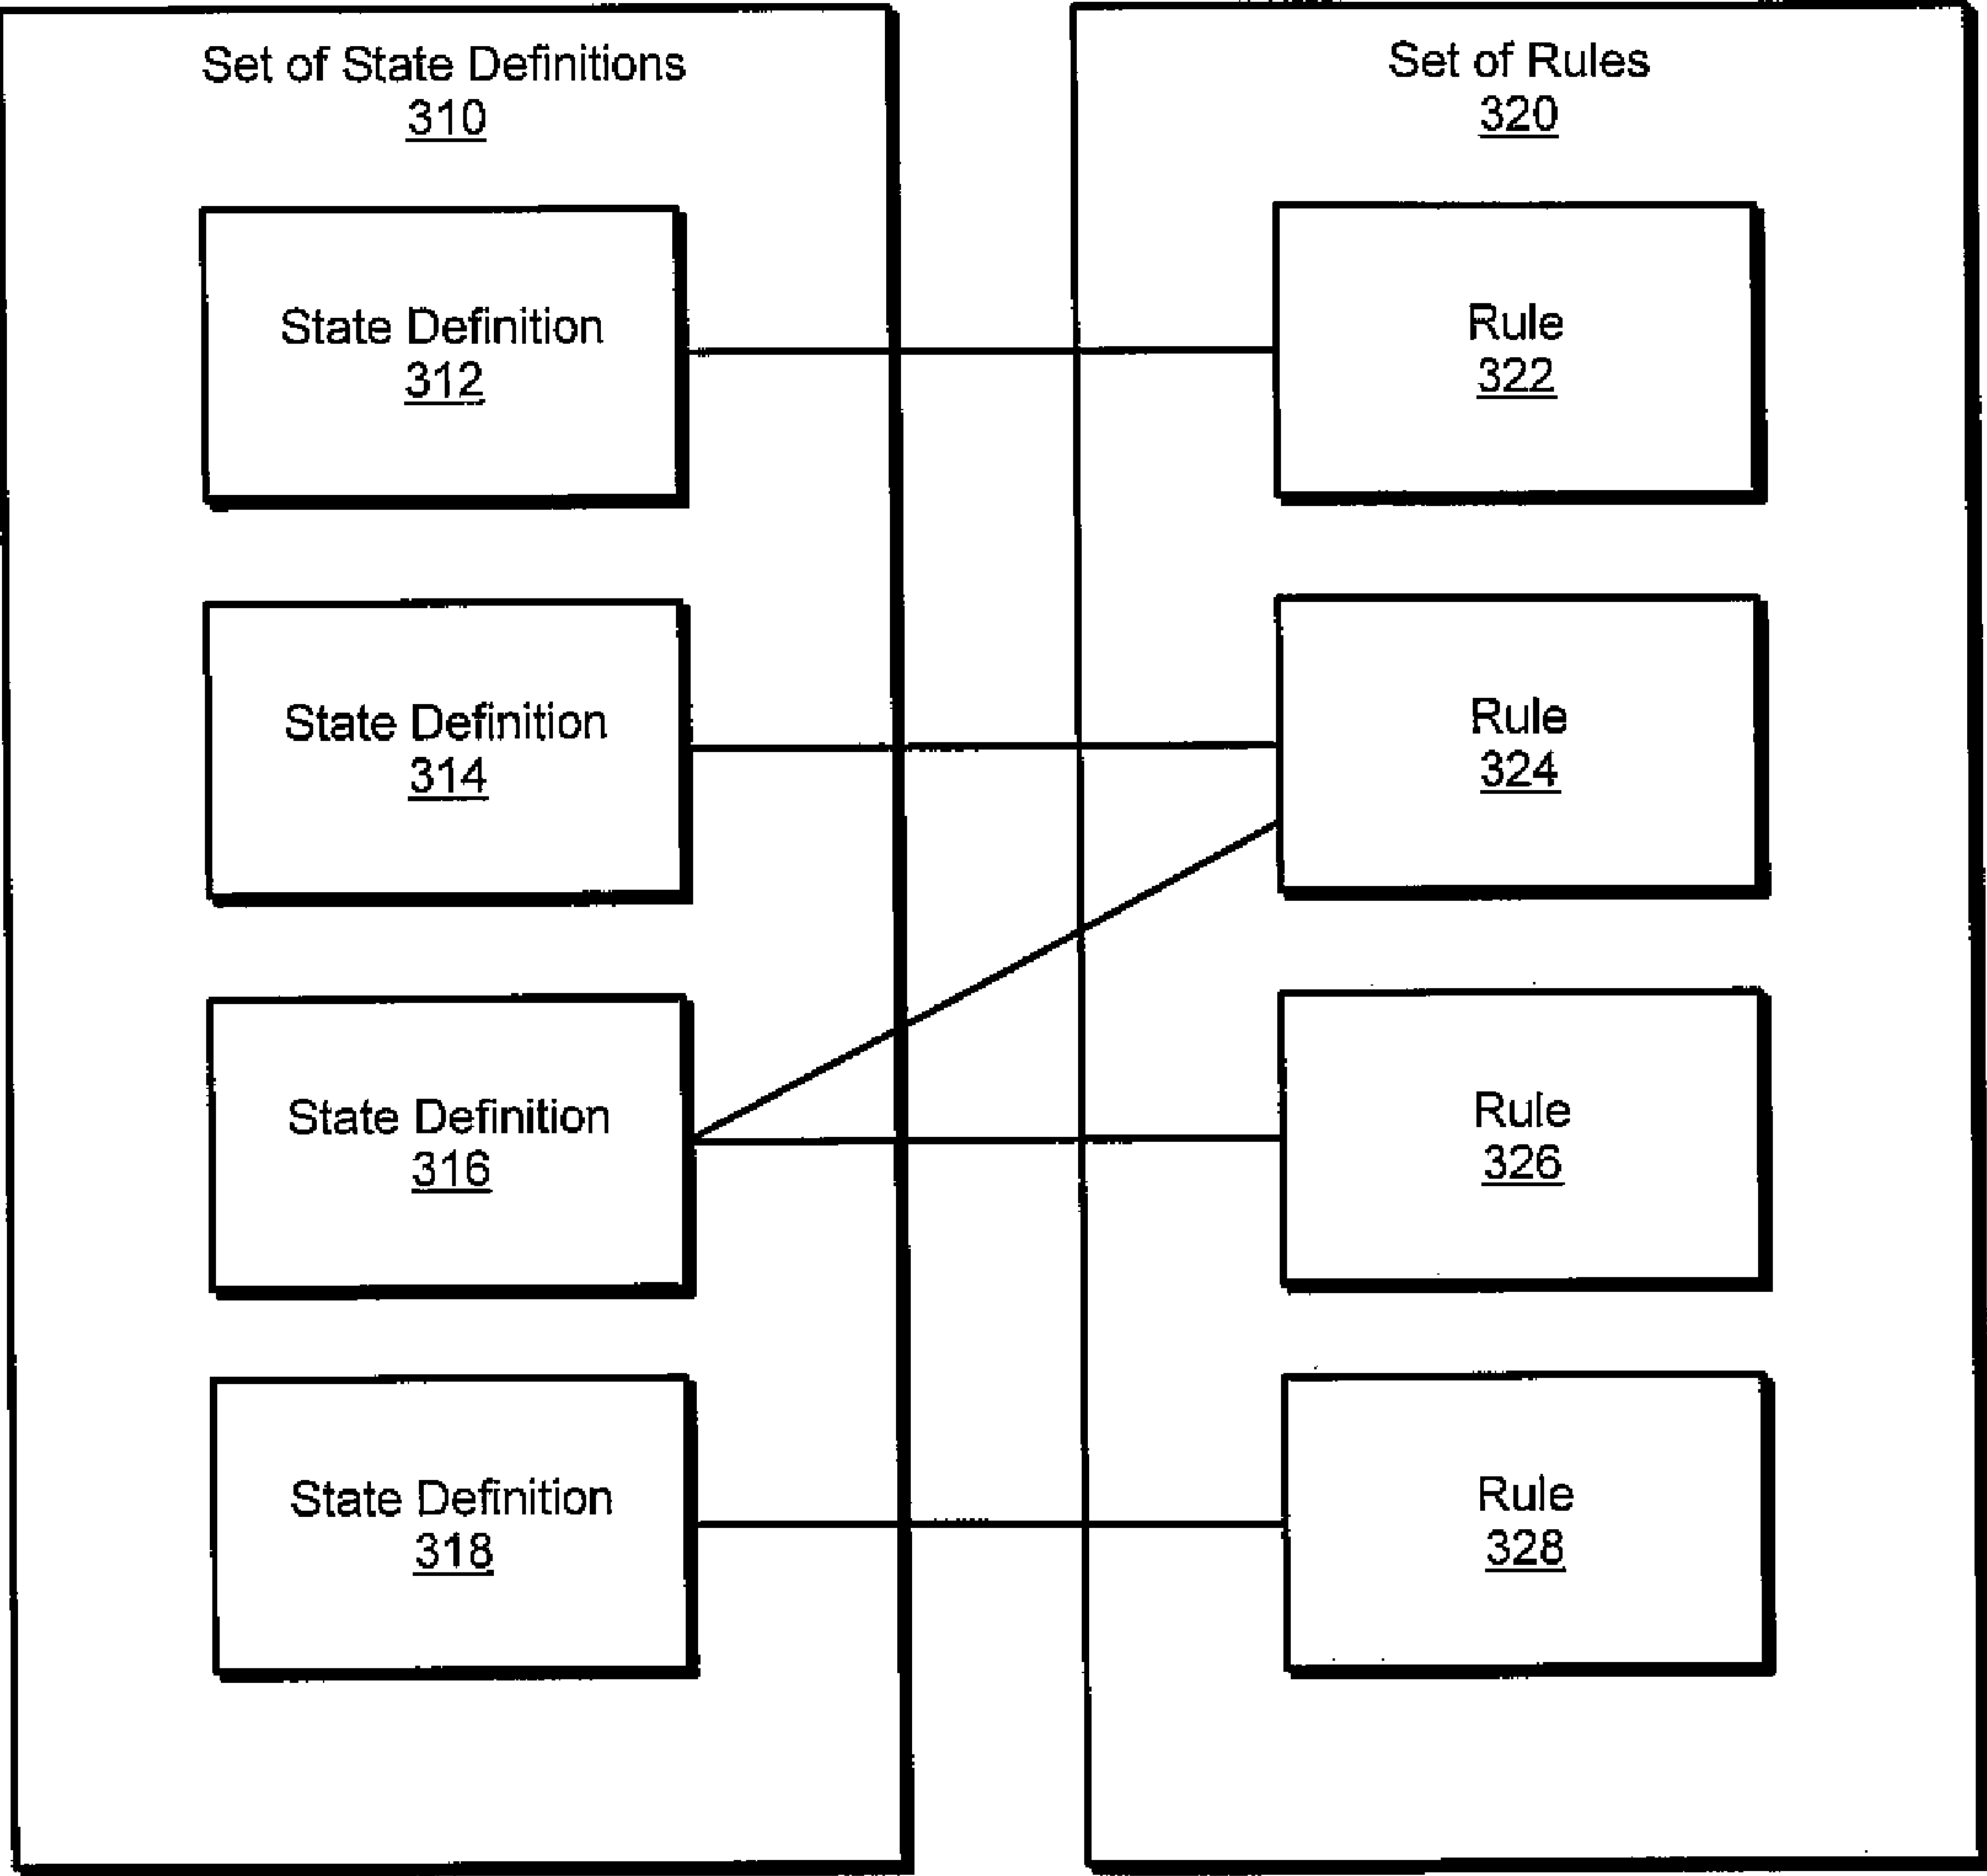 Set of State Definitions
310
State Definition
312
State Definition
314
State Definition
316
State Definition
318
Set of Rules
320
Rule
322
Rule
324
Rule
326
Rule
328